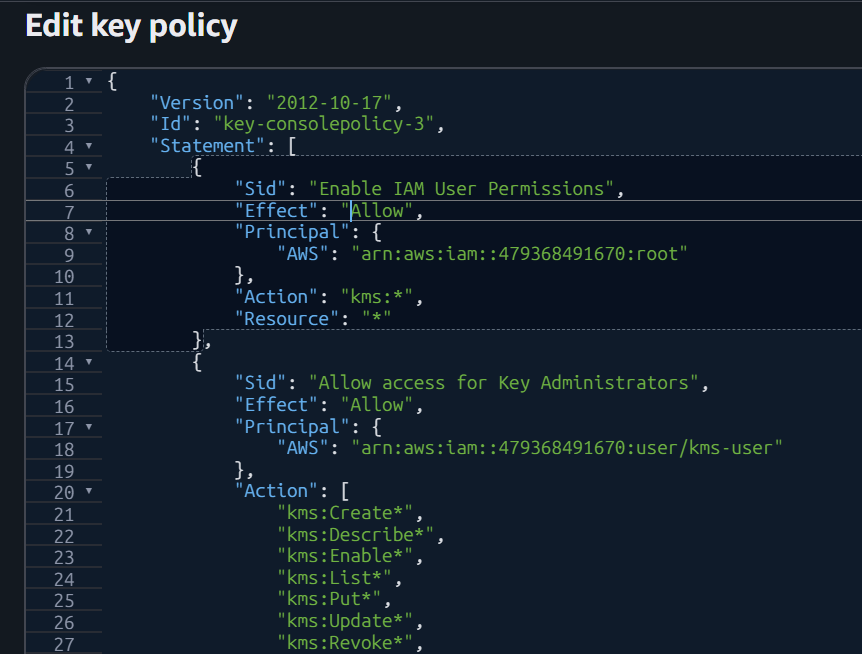 Edit key policy
1 {
2 "Version": "2012-10-17",
3 "Id": "key-consolepolicy-3",
4 "Statement": [
5 {
6 "Sid": "Enable IAM User Permissions",
7 "Effect": "Allow",
8 "Principal": {
9 "AWS": "arn:aws:iam::479368491670:root"
10 },
11 "Action": "kms:*",
12 "Resource": "*"
13 },
14 {
15 "Sid": "Allow access for Key Administrators",
16 "Effect": "Allow",
17 "Principal": {
18 "AWS": "arn:aws:iam::479368491670:user/kms-user"
19 },
20 "Action": [
21 "kms:Create*",
22 "kms:Describe*",
23 "kms:Enable*",
24 "kms:List*",
25 "kms:Put*",
26 "kms:Update*",
27 "kms:Revoke*",